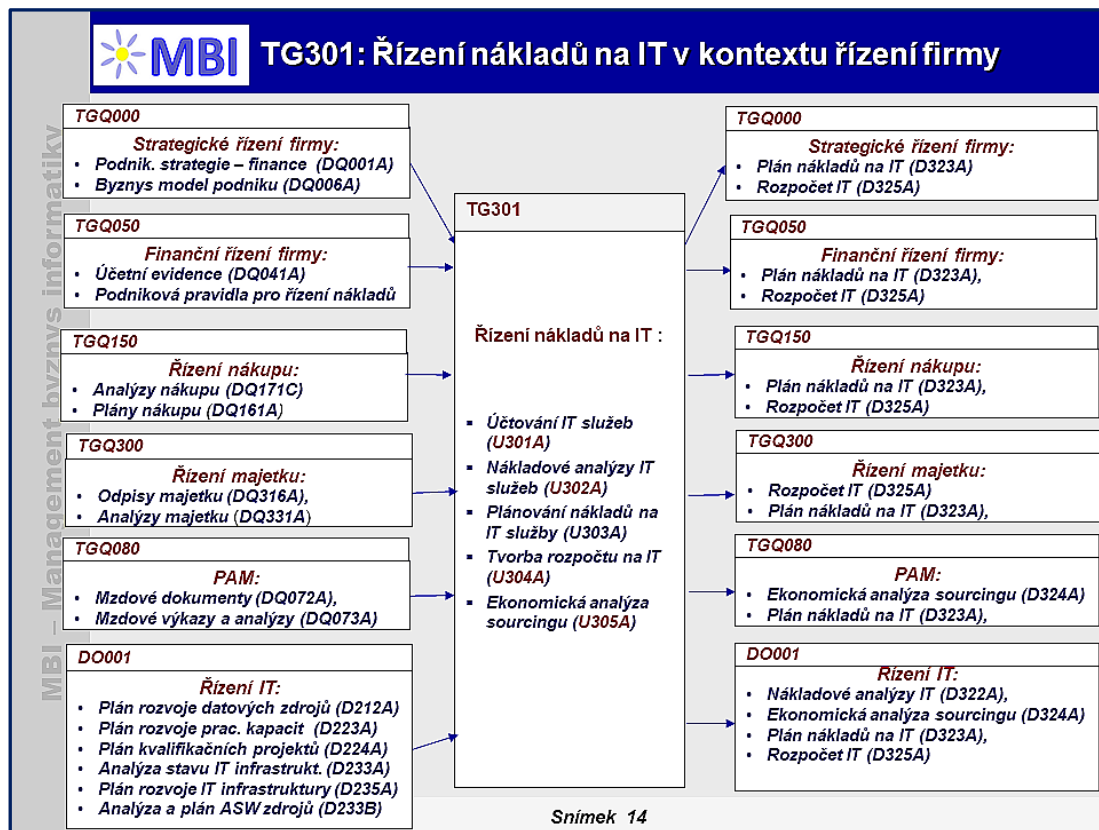 MBI
TG301: Řízení nákladů na IT v kontextu řízení firmy
MBI – Management byznys informatiky
TGQ000
Strategické řízení firmy:
• Podnik. strategie – finance (DQ001A)
• Byznys model podniku (DQ006A)
TGQ050
Finanční řízení firmy:
• Účetní evidence (DQ041A)
• Podniková pravidla pro řízení nákladů
TGQ150
Řízení nákupu:
• Analýzy nákupu (DQ171C)
• Plány nákupu (DQ161A)
TGQ300
Řízení majetku:
• Odpisy majetku (DQ316A),
• Analýzy majetku (DQ331A)
TGQ080
PAM:
• Mzdové dokumenty (DQ072A),
• Mzdové výkazy a analýzy (DQ073A)
DO001
Řízení IT:
• Plán rozvoje datových zdrojů (D212A)
• Plán rozvoje prac. kapacit (D223A)
• Plán kvalifikačních projektů (D224A)
• Analýza stavu IT infrastrukt. (D233A)
• Plán rozvoje IT infrastruktury (D235A)
• Analýza a plán ASW zdrojů (D233B)
TG301
Řízení nákladů na IT :
▪ Účtování IT služeb
(U301A)
▪ Nákladové analýzy IT
služeb (U302A)
▪ Plánování nákladů na
IT služby (U303A)
▪ Tvorba rozpočtu na IT
(U304A)
▪ Ekonomická analýza
sourcingu (U305A)
TGQ000
Strategické řízení firmy:
• Plán nákladů na IT (D323A)
• Rozpočet IT (D325A)
TGQ050
Finanční řízení firmy:
• Plán nákladů na IT (D323A),
• Rozpočet IT (D325A)
TGQ150
Řízení nákupu:
• Plán nákladů na IT (D323A),
• Rozpočet IT (D325A)
TGQ300
Řízení majetku:
• Rozpočet IT (D325A)
• Plán nákladů na IT (D323A),
TGQ080
PAM:
• Ekonomická analýza sourcingu (D324A)
• Plán nákladů na IT (D323A),
DO001
Řízení IT:
• Nákladové analýzy IT (D322A),
• Ekonomická analýza sourcingu (D324A)
• Plán nákladů na IT (D323A),
• Rozpočet IT (D325A)
Snímek 14